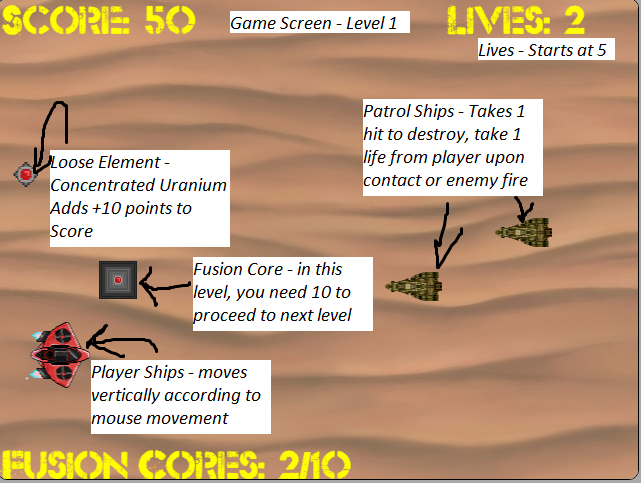 SCORE: 50
Game Screen - Level 1
LIVES: 2
Lives - Starts at 5
Patrol Ships - Takes 1
hit to destroy, take 1
life from player upon
contact or enemy fire
Loose Element -
Concentrated Uranium
Adds +10 points to
Score
Fusion Core - in this
level, you need 10 to
proceed to next level
Player Ships - moves
vertically according to
mouse movement
FUSION CORES: 2/10